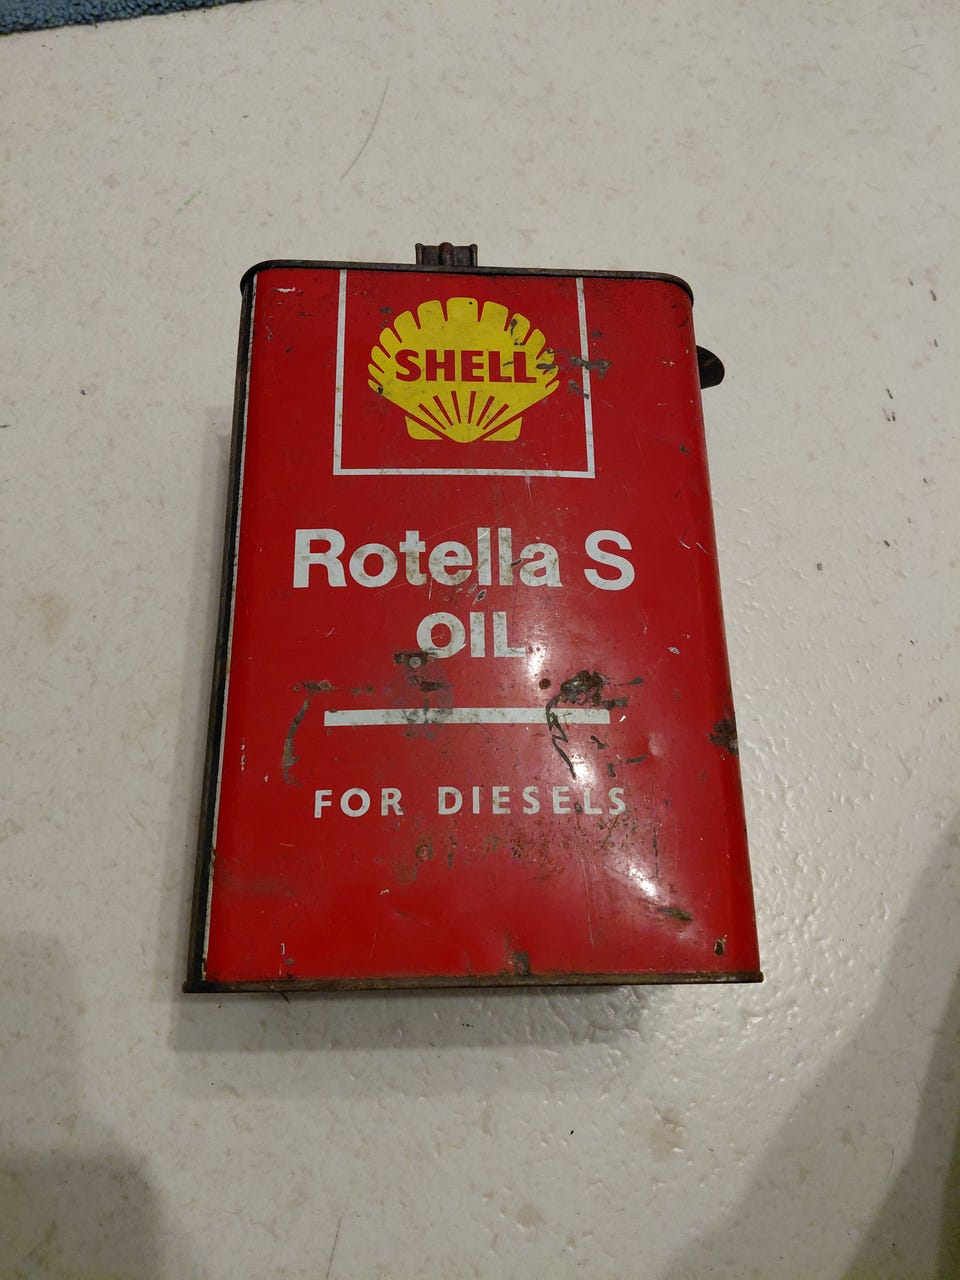 SHELL
Rotella S
OIL
FOR DIESELS